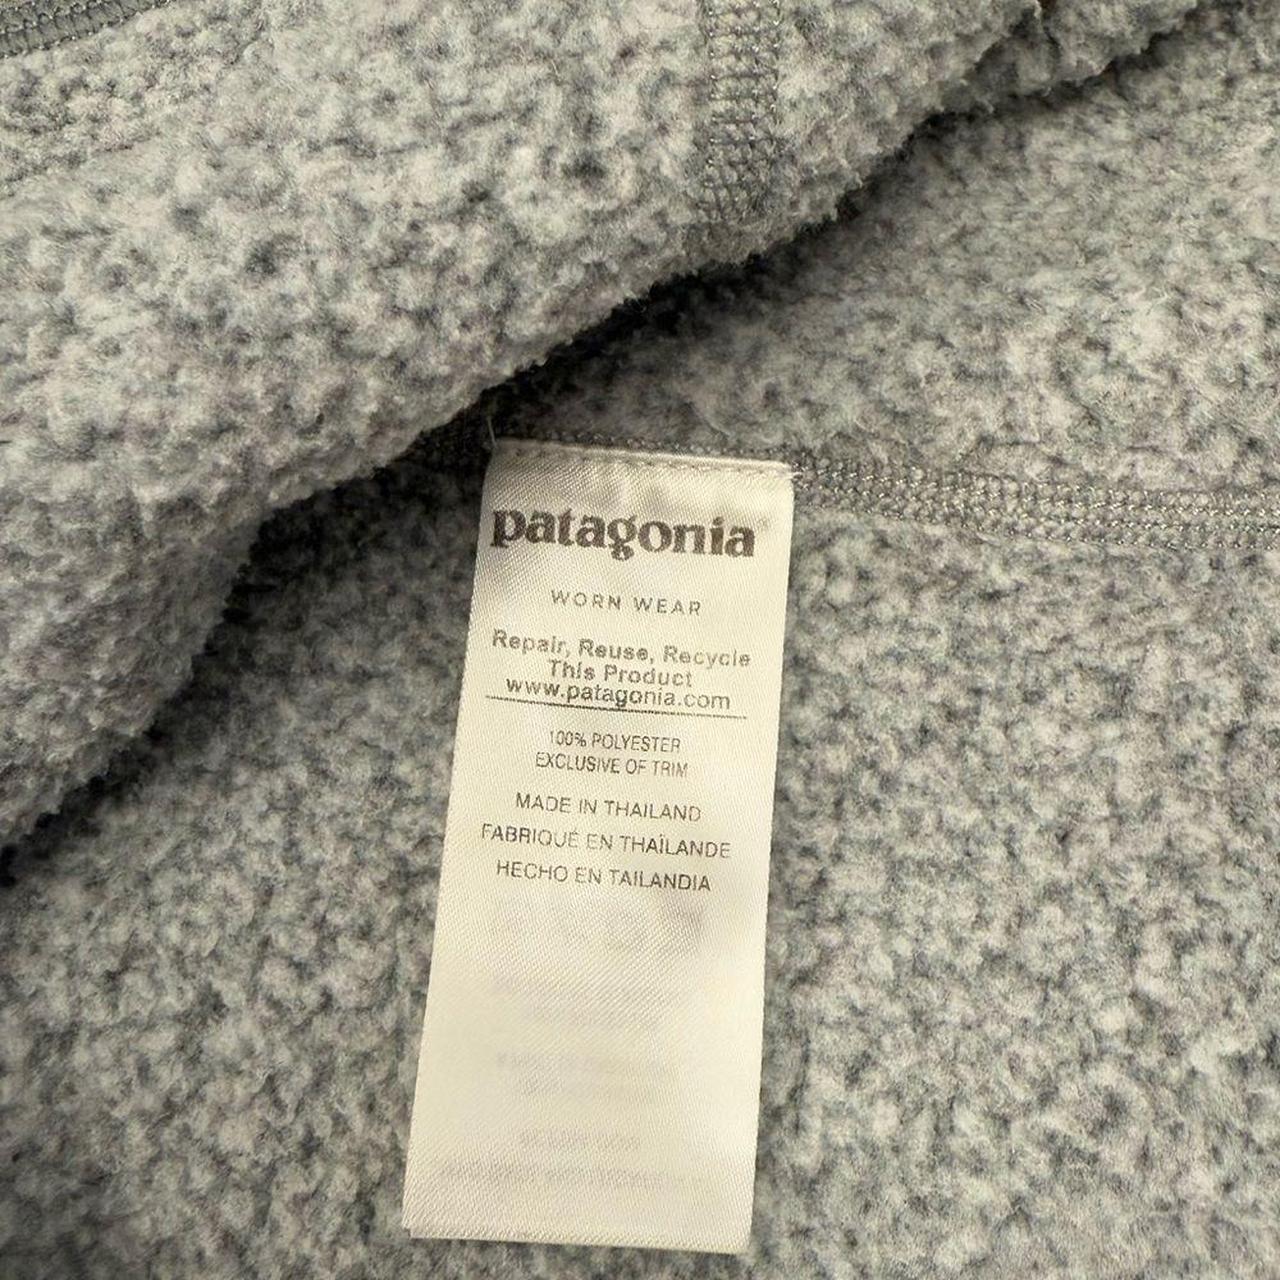 patagonia®
WORN WEAR
Repair, Reuse, Recycle
This Product
www.patagonia.com
100% POLYESTER
EXCLUSIVE OF TRIM
MADE IN THAILAND
FABRIQUÉ EN THAÏLANDE
HECHO EN TAILANDIA